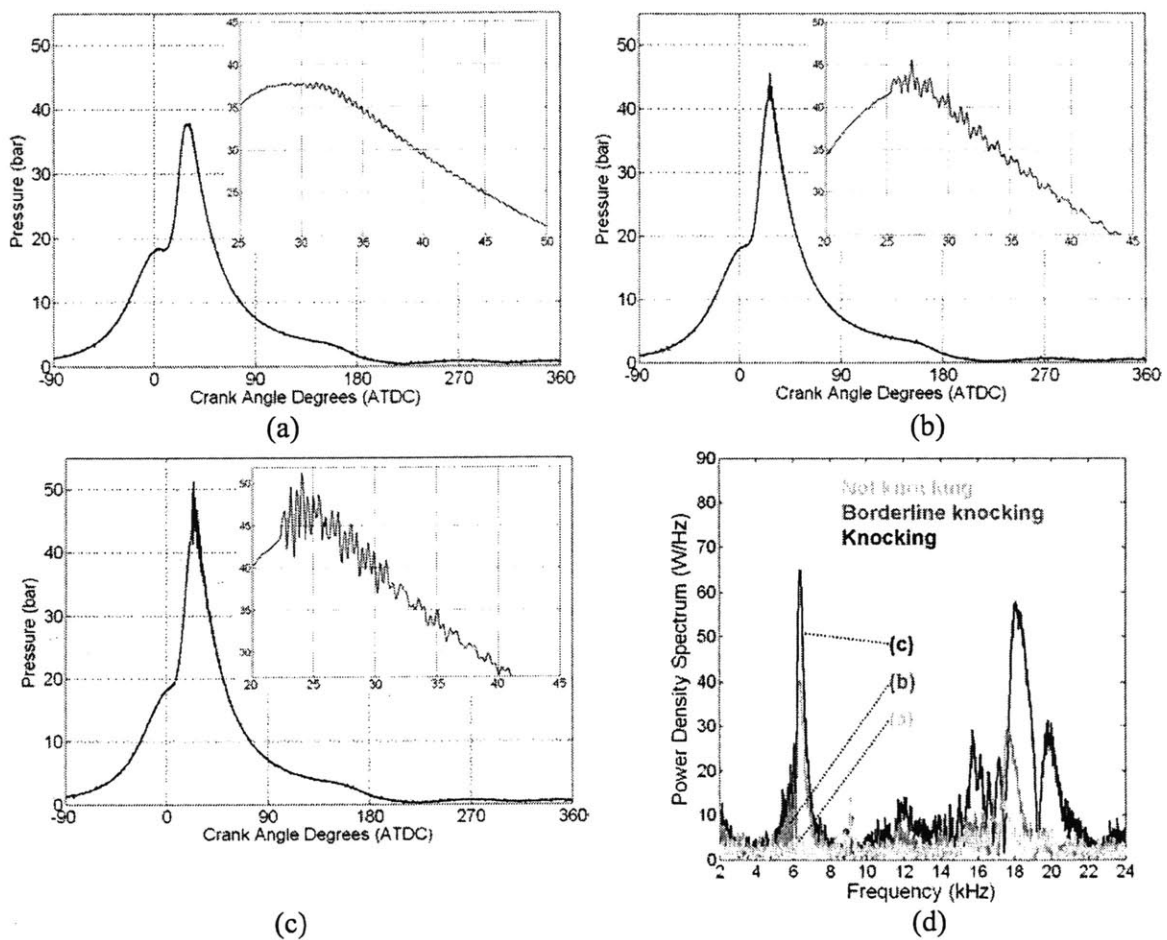 Pressure (bar)
50
40
30
20
10
0
-90 0 90 180 270 360
Crank Angle Degrees (ATDC)
45
40
35
30
25
25 30 35 40 45 50
(a)
Pressure (bar)
50
40
30
20
10
0
-90 0 90 180 270 360
Crank Angle Degrees (ATDC)
50
45
40
35
30
20 25 30 35 40 45
(b)
Pressure (bar)
50
40
30
20
10
0
-90 0 90 180 270 360
Crank Angle Degrees (ATDC)
50
45
40
35
30
20 25 30 35 40 45
(c)
Power Density Spectrum (W/Hz)
90
80
70
60
50
40
30
20
10
0
2 4 6 8 10 12 14 16 18 20 22 24
Frequency (kHz)
Not knocking
Borderline knocking
Knocking
(c)
(b)
(a)
(d)